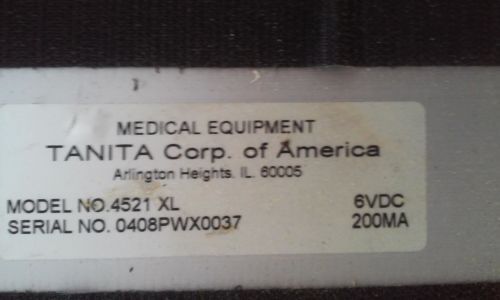 MEDICAL EQUIPMENT
TANITA Corp. of America
Arlington Heights, IL. 60005
MODEL NO.4521 XL 6VDC
SERIAL NO. 0408PWX0037 200MA